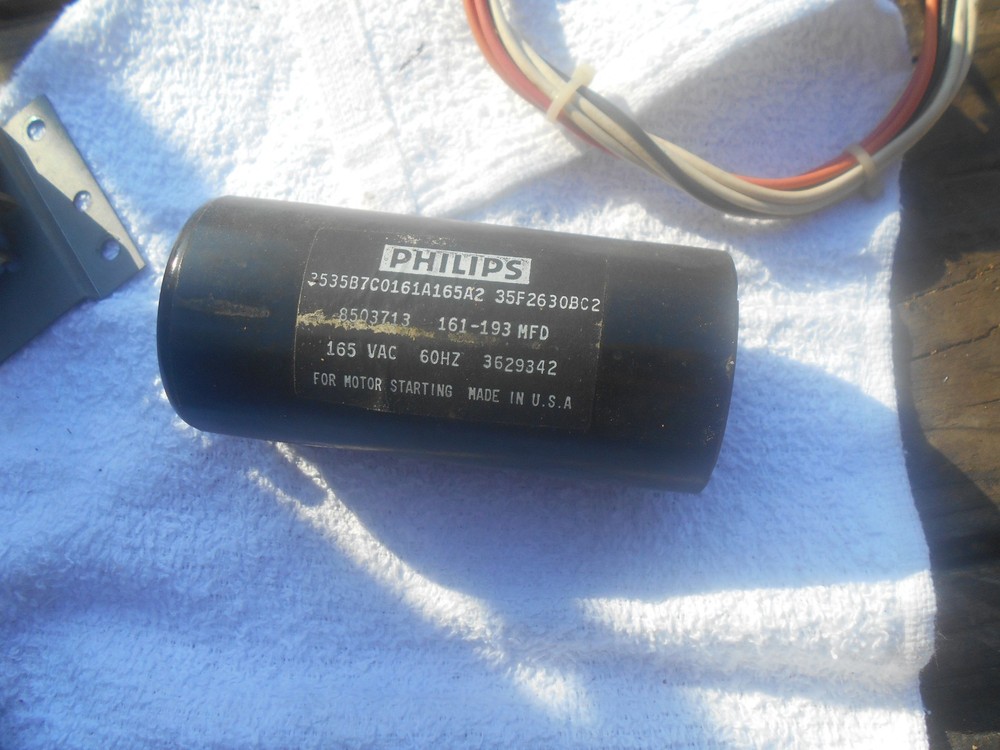 PHILIPS
3535B7C0161A165A2 35F2630BC2
8503713 161-193 MFD
165 VAC 60HZ 3629342
FOR MOTOR STARTING MADE IN U.S.A